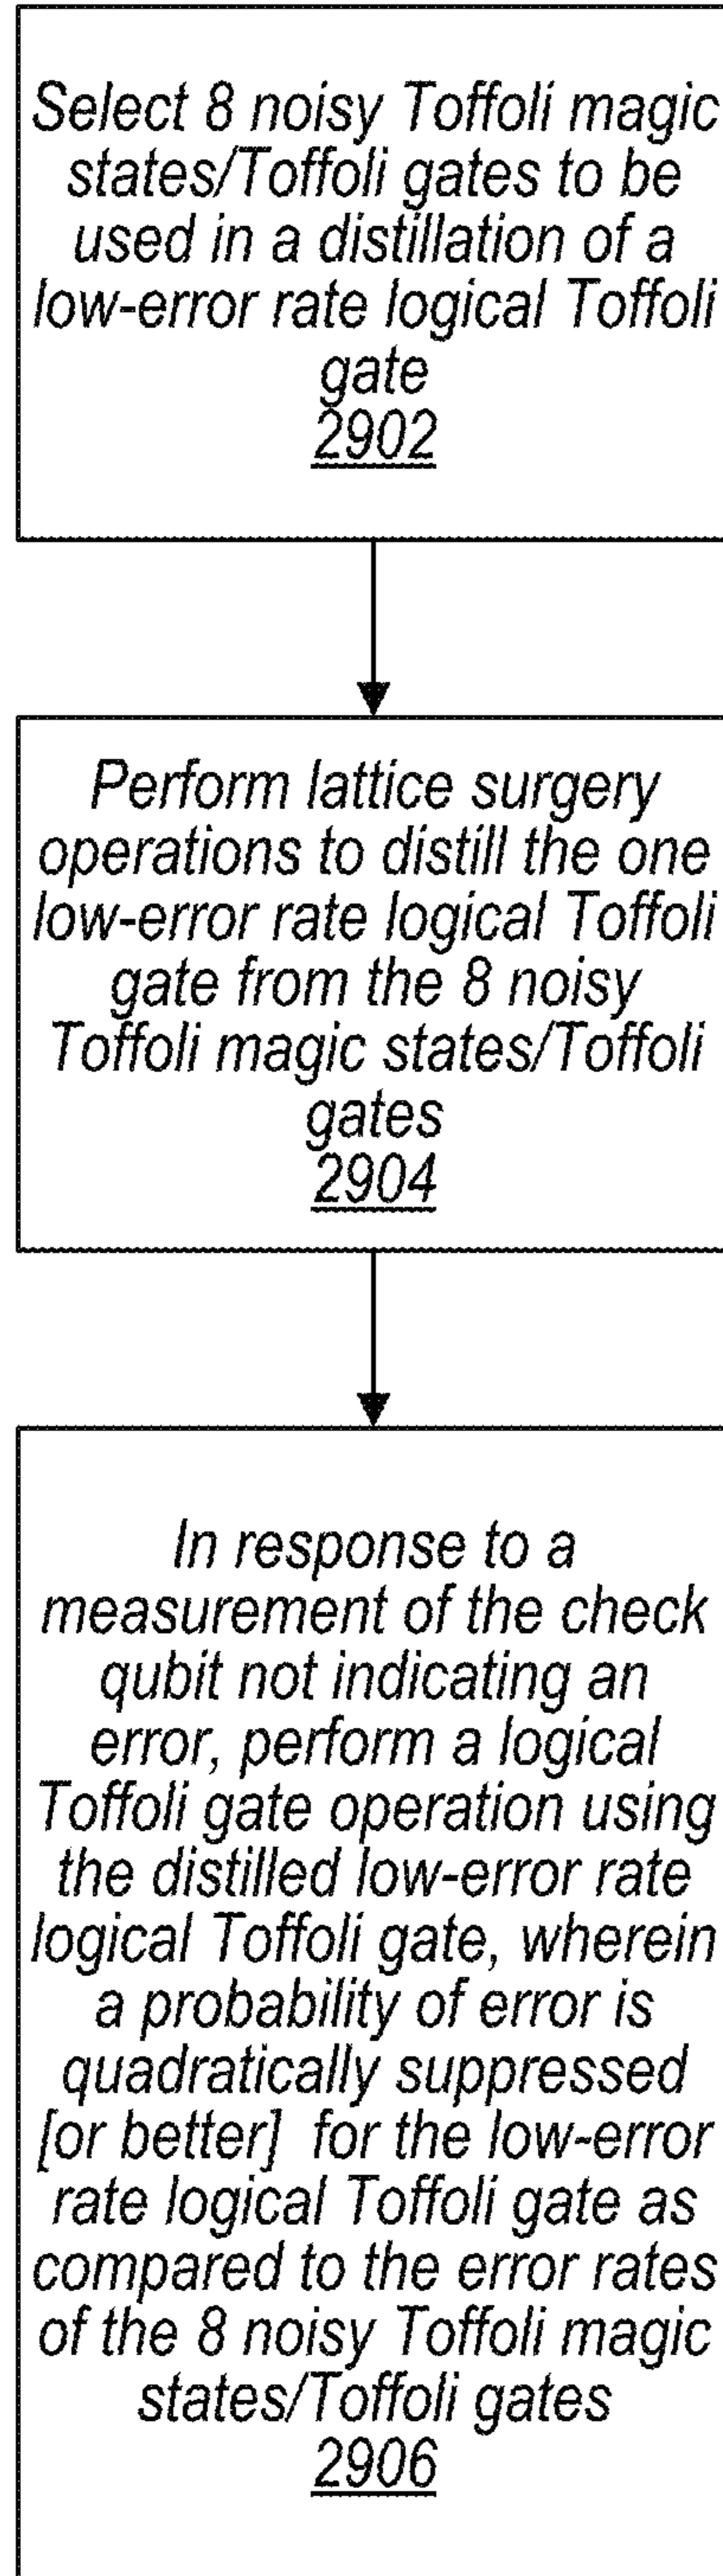 Select 8 noisy Toffoli magic
states/Toffoli gates to be
used in a distillation of a
low-error rate logical Toffoli
gate
2902
Perform lattice surgery
operations to distill the one
low-error rate logical Toffoli
gate from the 8 noisy
Toffoli magic states/Toffoli
gates
2904
In response to a
measurement of the check
qubit not indicating an
error, perform a logical
Toffoli gate operation using
the distilled low-error rate
logical Toffoli gate, wherein
a probability of error is
quadratically suppressed
[or better] for the low-error
rate logical Toffoli gate as
compared to the error rates
of the 8 noisy Toffoli magic
states/Toffoli gates
2906